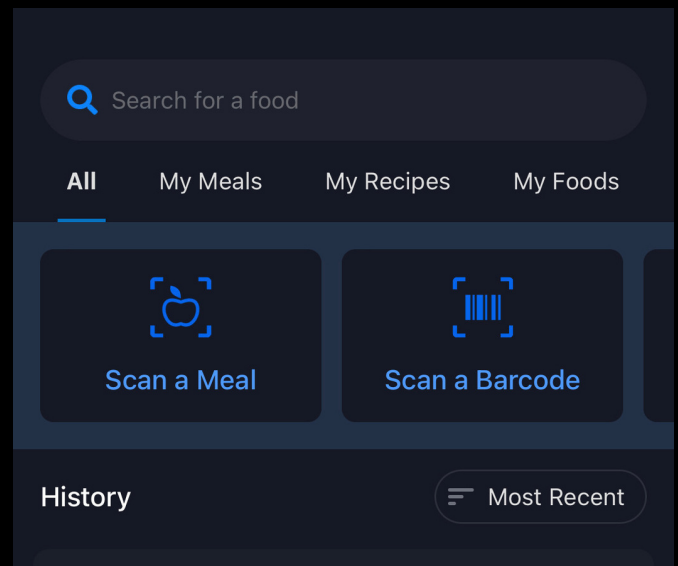 Search for a food
All My Meals My Recipes My Foods
Scan a Meal Scan a Barcode
History Most Recent